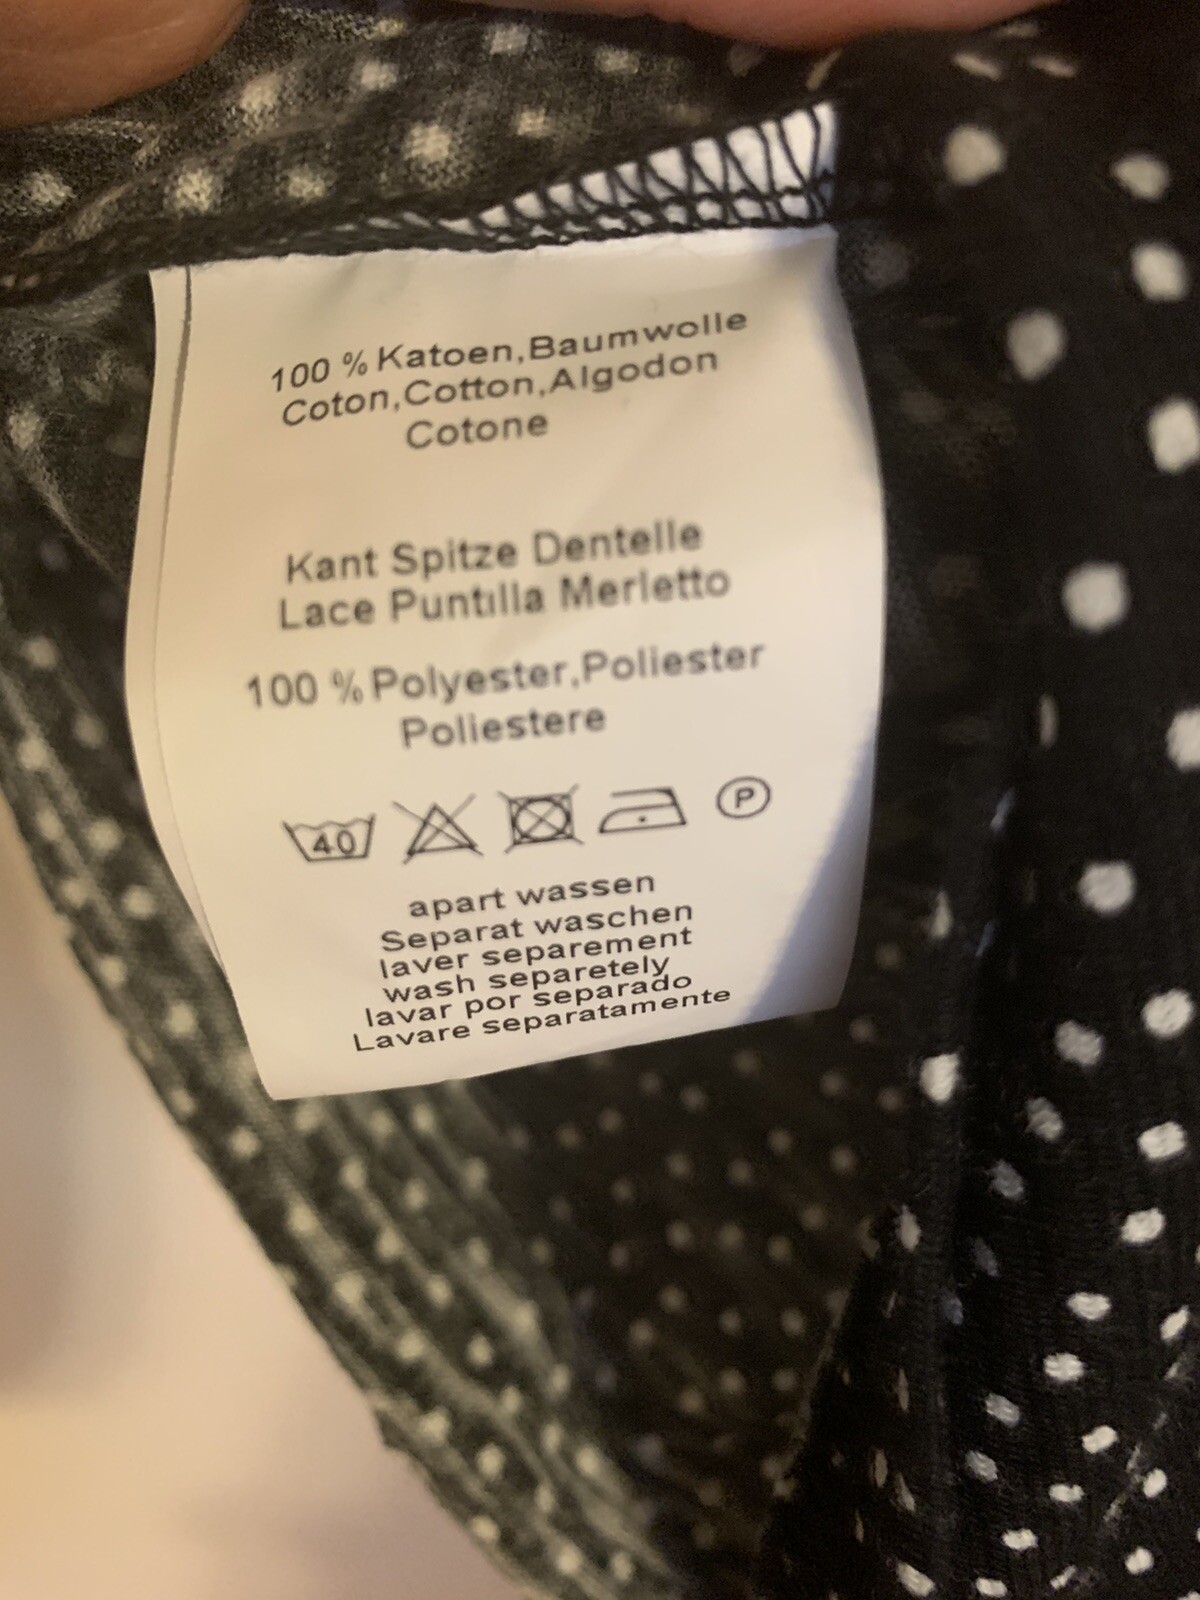 100 % Katoen,Baumwolle
Coton,Cotton,Algodon
Cotone
Kant Spitze Dentelle
Lace Puntilla Merletto
100 % Polyester,Poliester
Poliestere
40 P
apart wassen
Separat waschen
laver separement
wash separetely
lavar por separado
Lavare separatamente